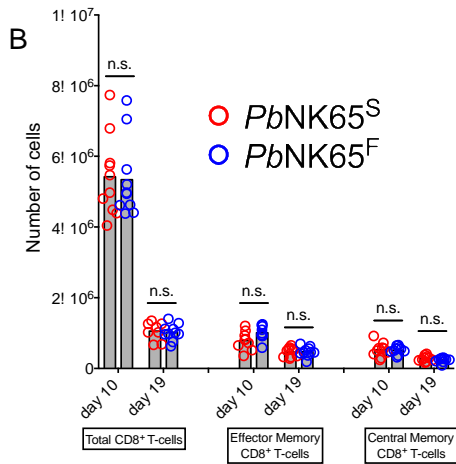 B
1! 10⁷
8! 10⁶
6! 10⁶
4! 10⁶
2! 10⁶
0
Number of cells
n.s.
PbNK65ˢ
PbNK65ᶠ
n.s.
n.s.
n.s.
n.s.
n.s.
day 10
day 19
day 10
day 19
day 10
day 19
Total CD8⁺ T-cells
Effector Memory
CD8⁺ T-cells
Central Memory
CD8⁺ T-cells